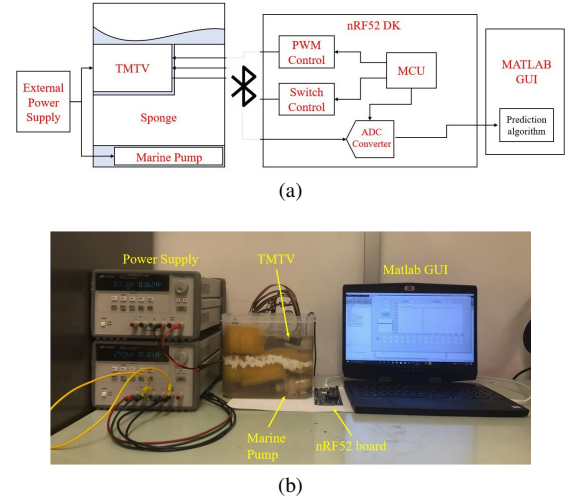 nRF52 DK
PWM
Control
MCU
TMTV
External
Power
Supply
Switch
Control
Sponge
ADC
Converter
Marine Pump
MATLAB
GUI
Prediction
algorithm
(a)
Power Supply
TMTV
Matlab GUI
Marine
Pump
nRF52 board
(b)